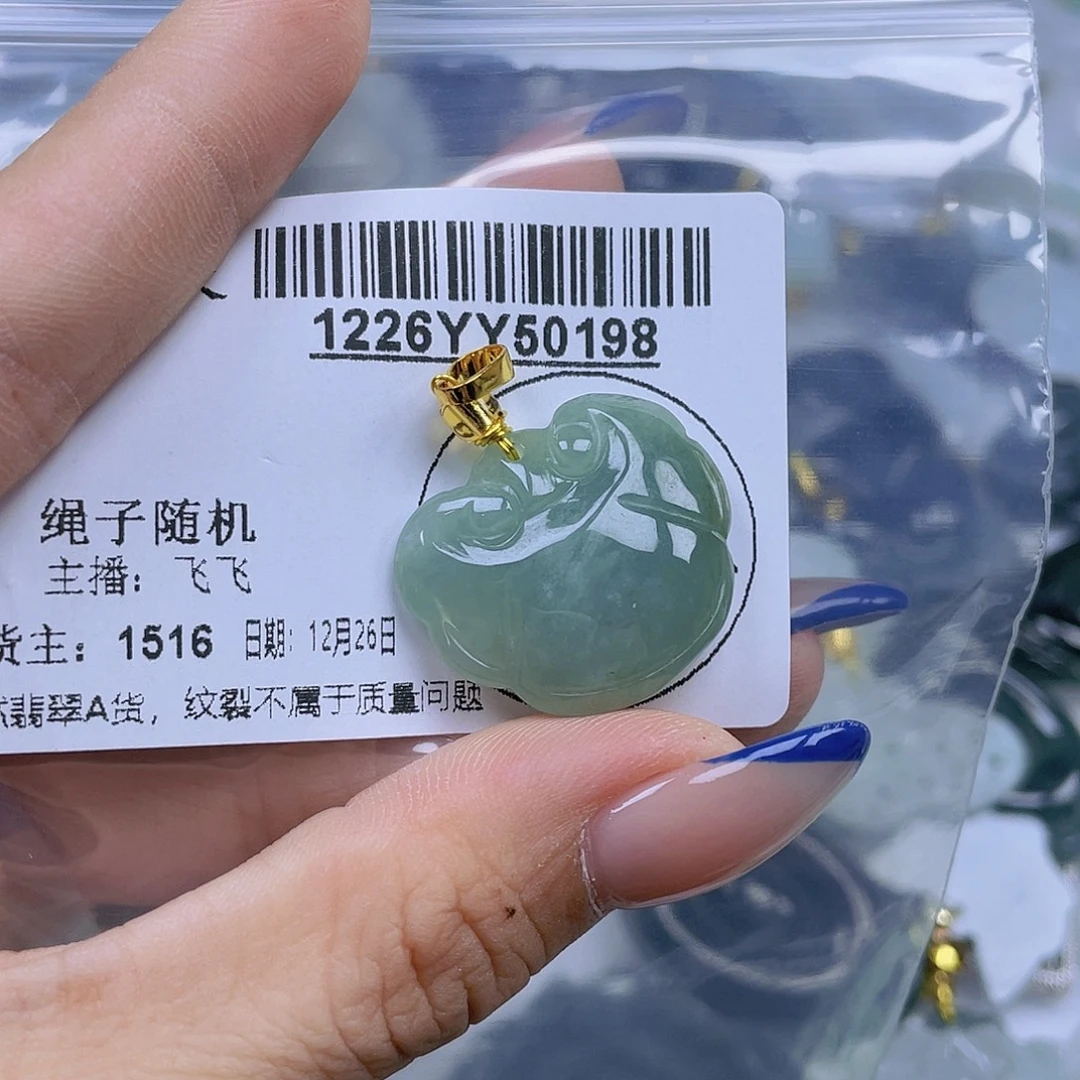 1226YY50198
绳子随机
主播：飞飞
货主：1516 日期：12月26日
翡翠A货，纹裂不属于质量问题